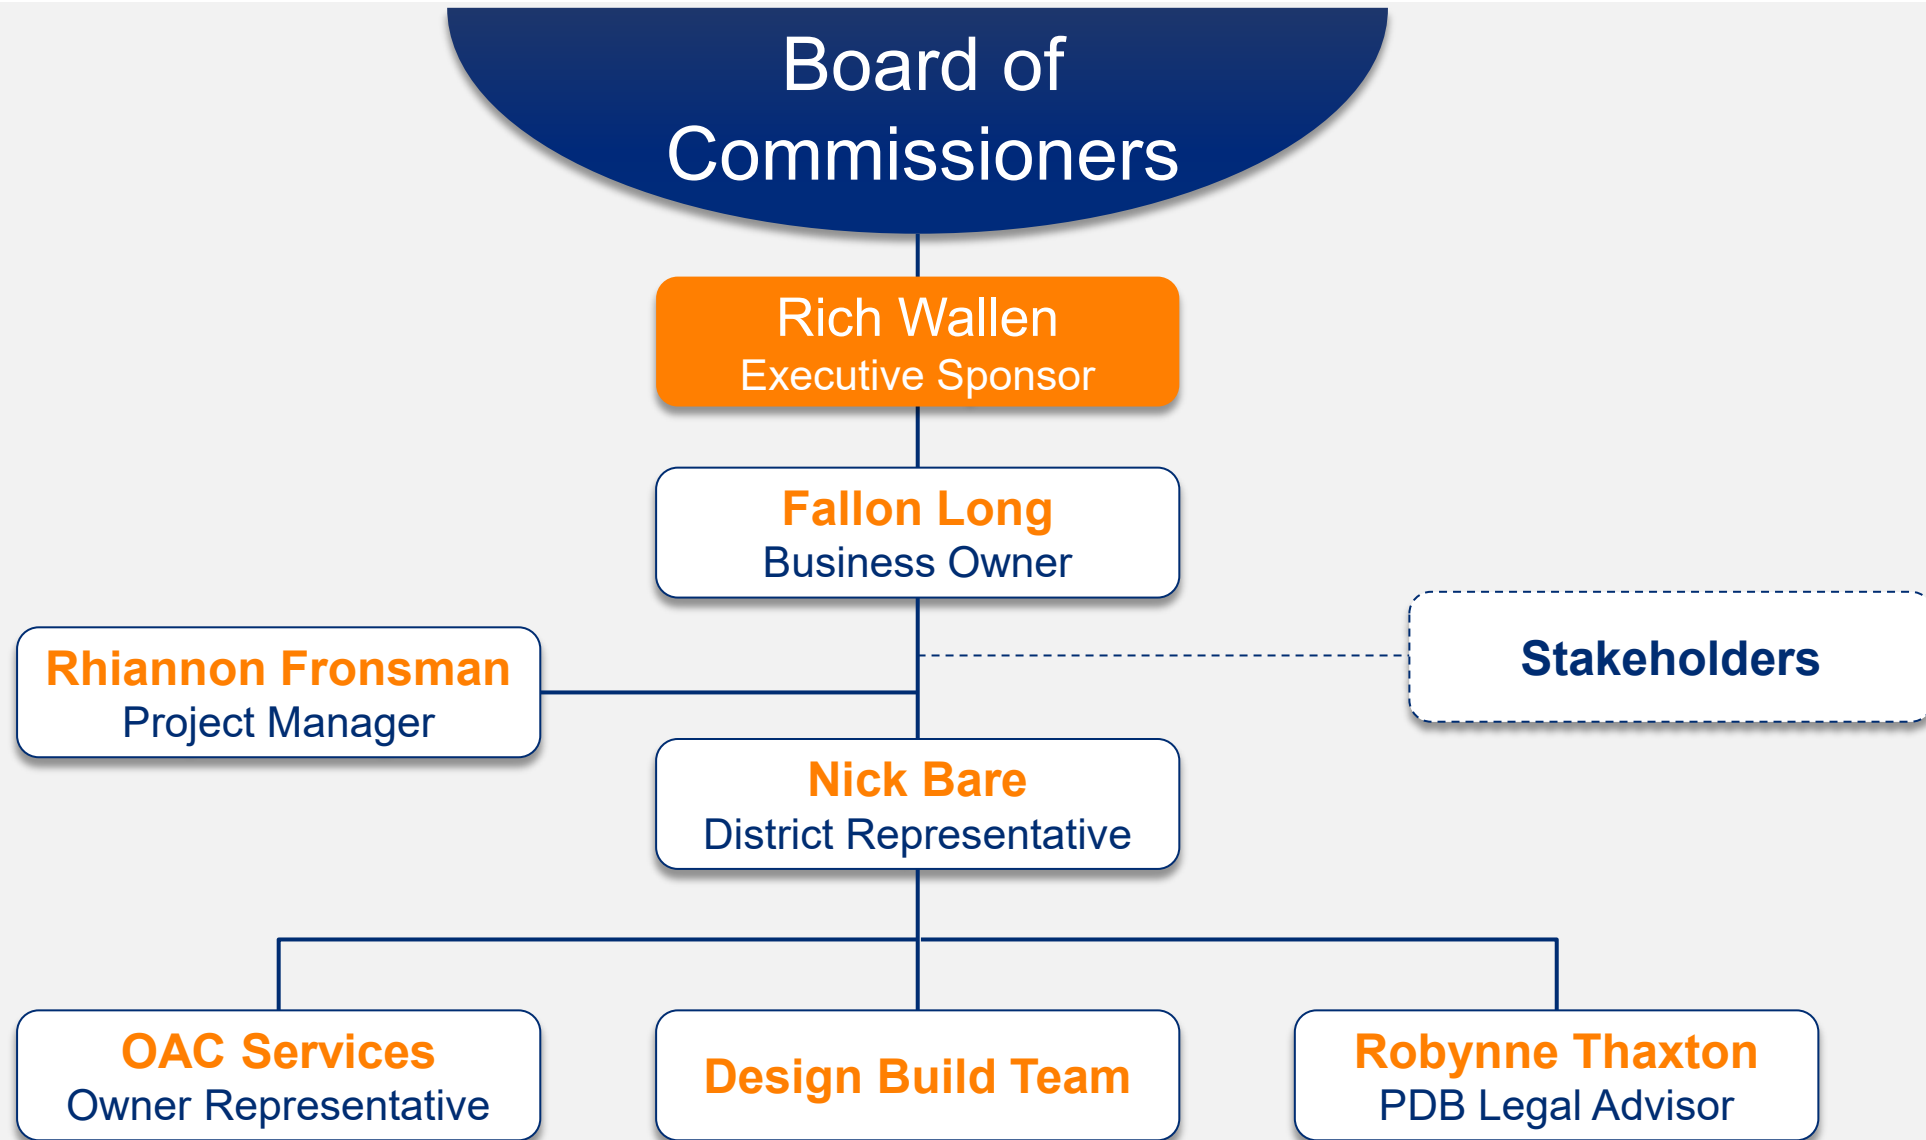 Board of
Commissioners
Rich Wallen
Executive Sponsor
Fallon Long
Business Owner
Rhiannon Fronsman
Project Manager
Stakeholders
Nick Bare
District Representative
OAC Services
Owner Representative
Design Build Team
Robynne Thaxton
PDB Legal Advisor